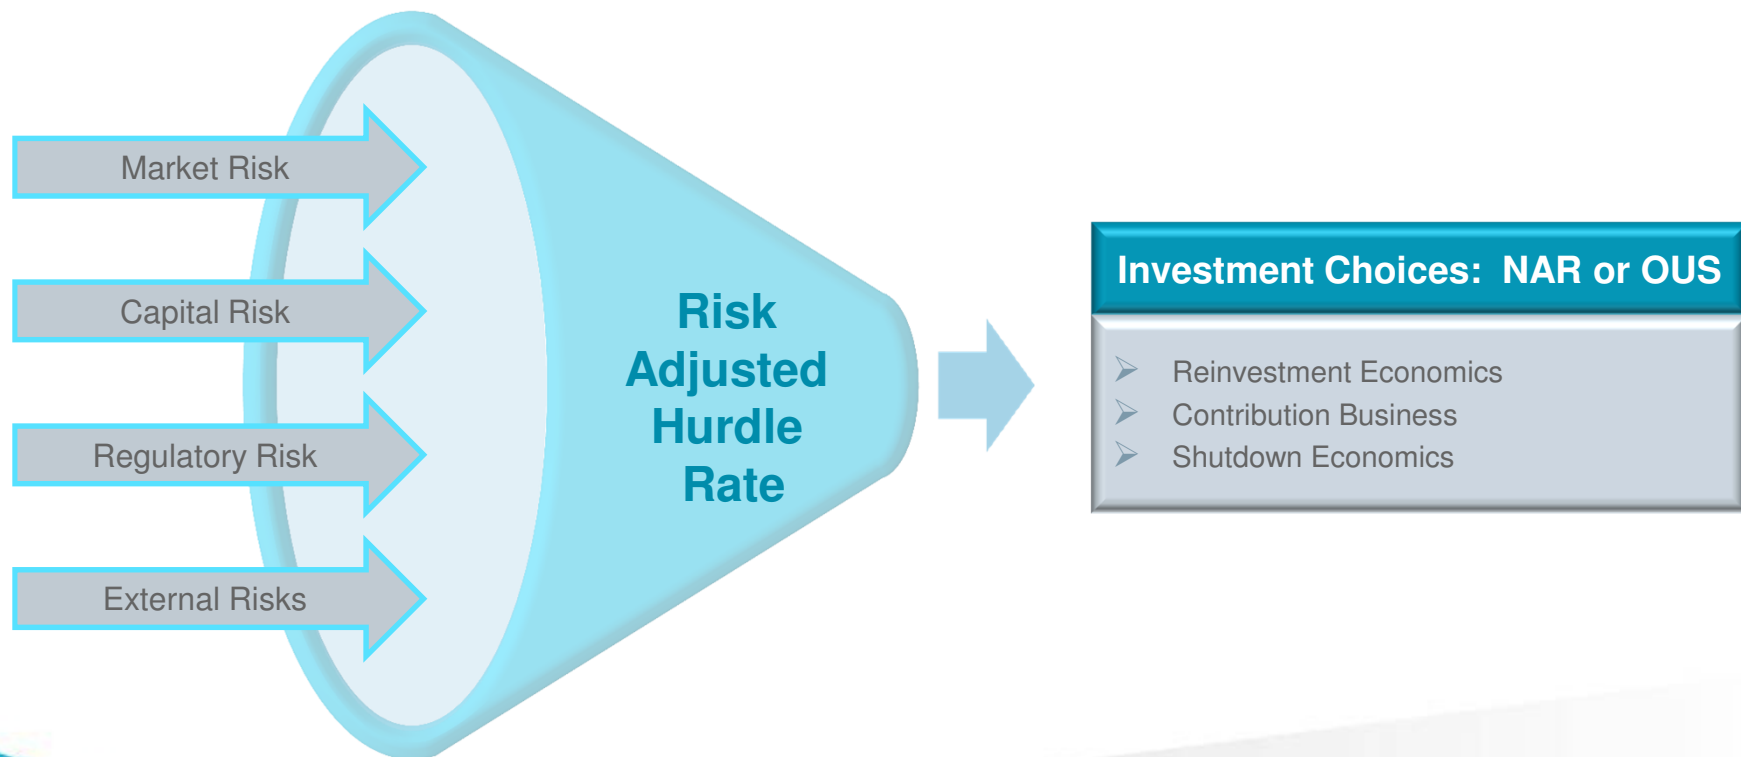 Market Risk
Capital Risk
Regulatory Risk
External Risks
Risk
Adjusted
Hurdle
Rate
Investment Choices:  NAR or OUS
Reinvestment Economics
Contribution Business
Shutdown Economics